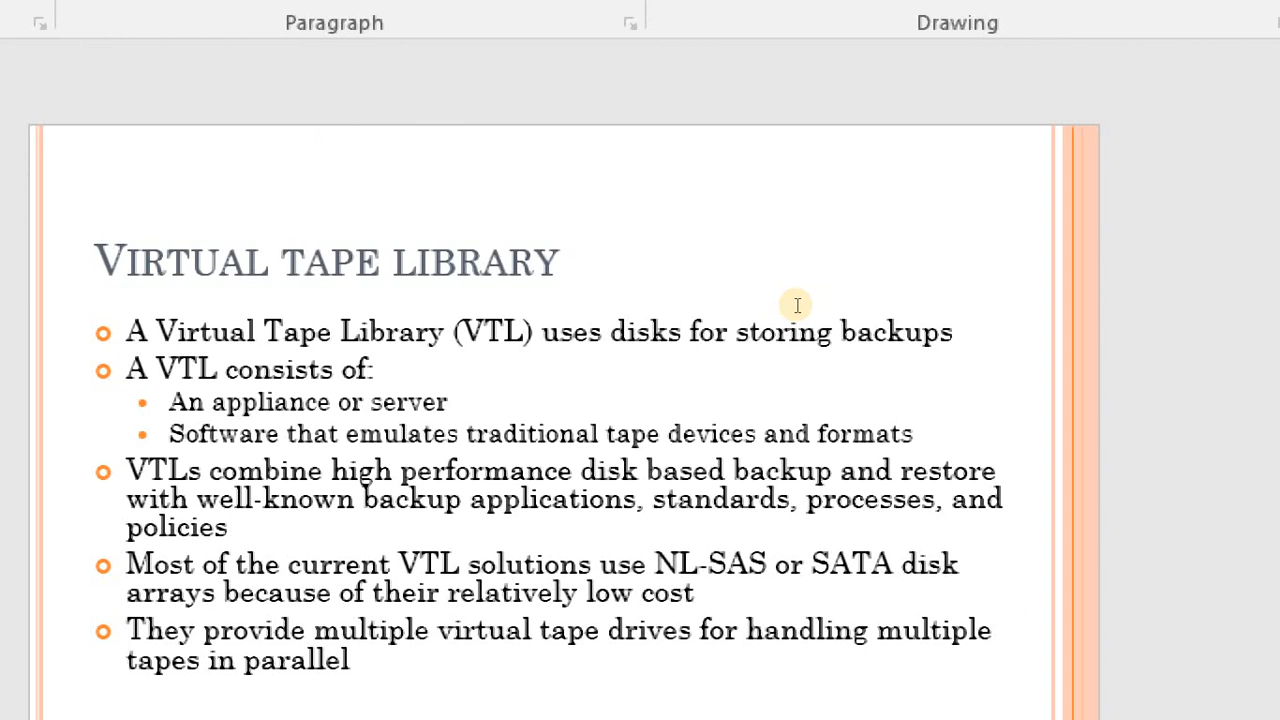 Paragraph
Drawing
VIRTUAL TAPE LIBRARY
A Virtual Tape Library (VTL) uses disks for storing backups
A VTL consists of:
An appliance or server
Software that emulates traditional tape devices and formats
VTLs combine high performance disk based backup and restore
with well-known backup applications, standards, processes, and
policies
Most of the current VTL solutions use NL-SAS or SATA disk
arrays because of their relatively low cost
They provide multiple virtual tape drives for handling multiple
tapes in parallel